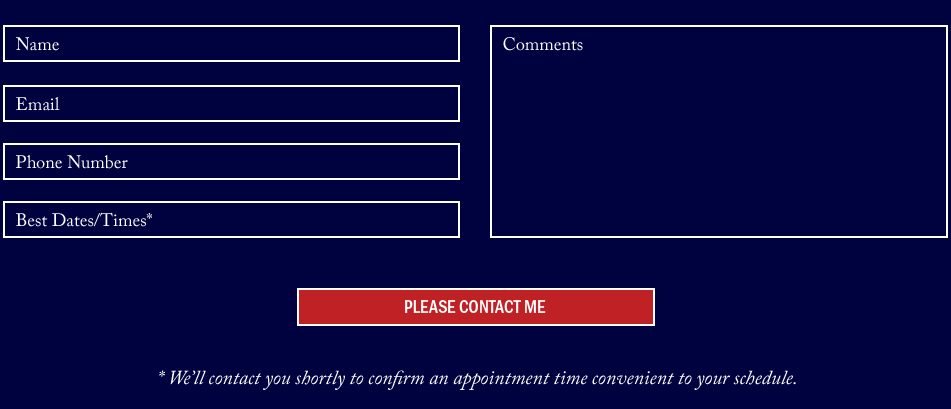 Name
Email
Phone Number
Best Dates/Times*
Comments
PLEASE CONTACT ME
* We’ll contact you shortly to confirm an appointment time convenient to your schedule.